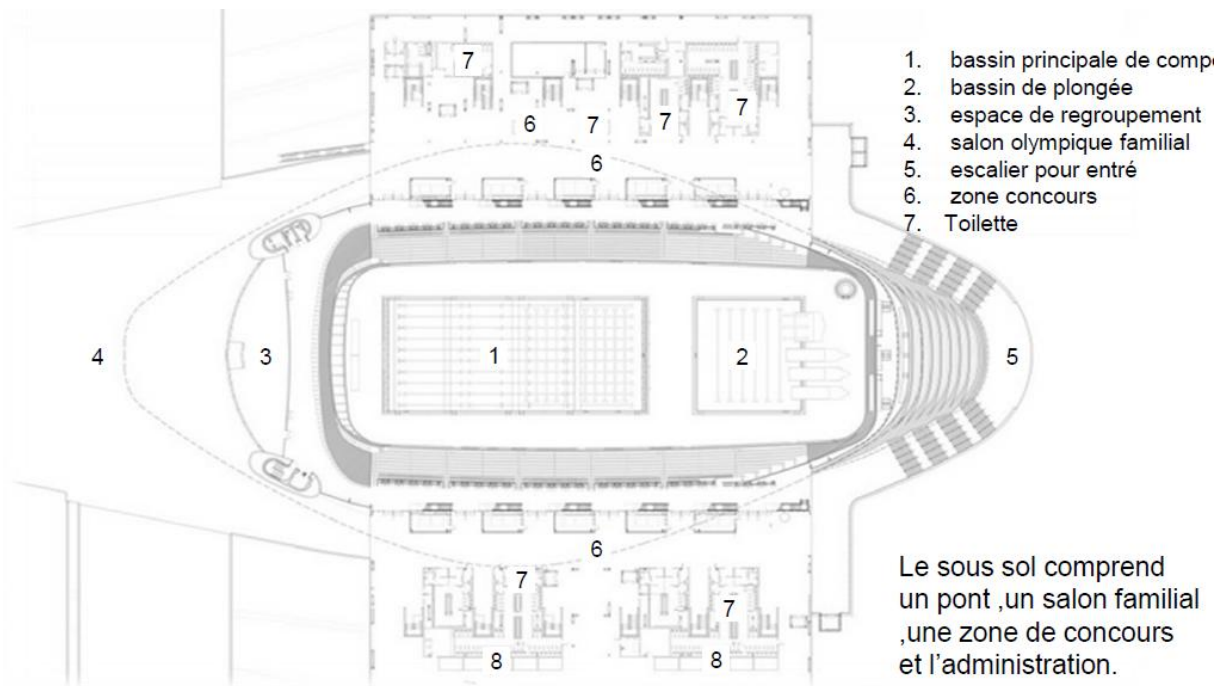 7
6
7
7
7
6
4
3
1
2
5
6
7
7
8
8
1. bassin principale de compé
2. bassin de plongée
3. espace de regroupement
4. salon olympique familial
5. escalier pour entré
6. zone concours
7. Toilette
Le sous sol comprend
un pont ,un salon familial
,une zone de concours
et l’administration.